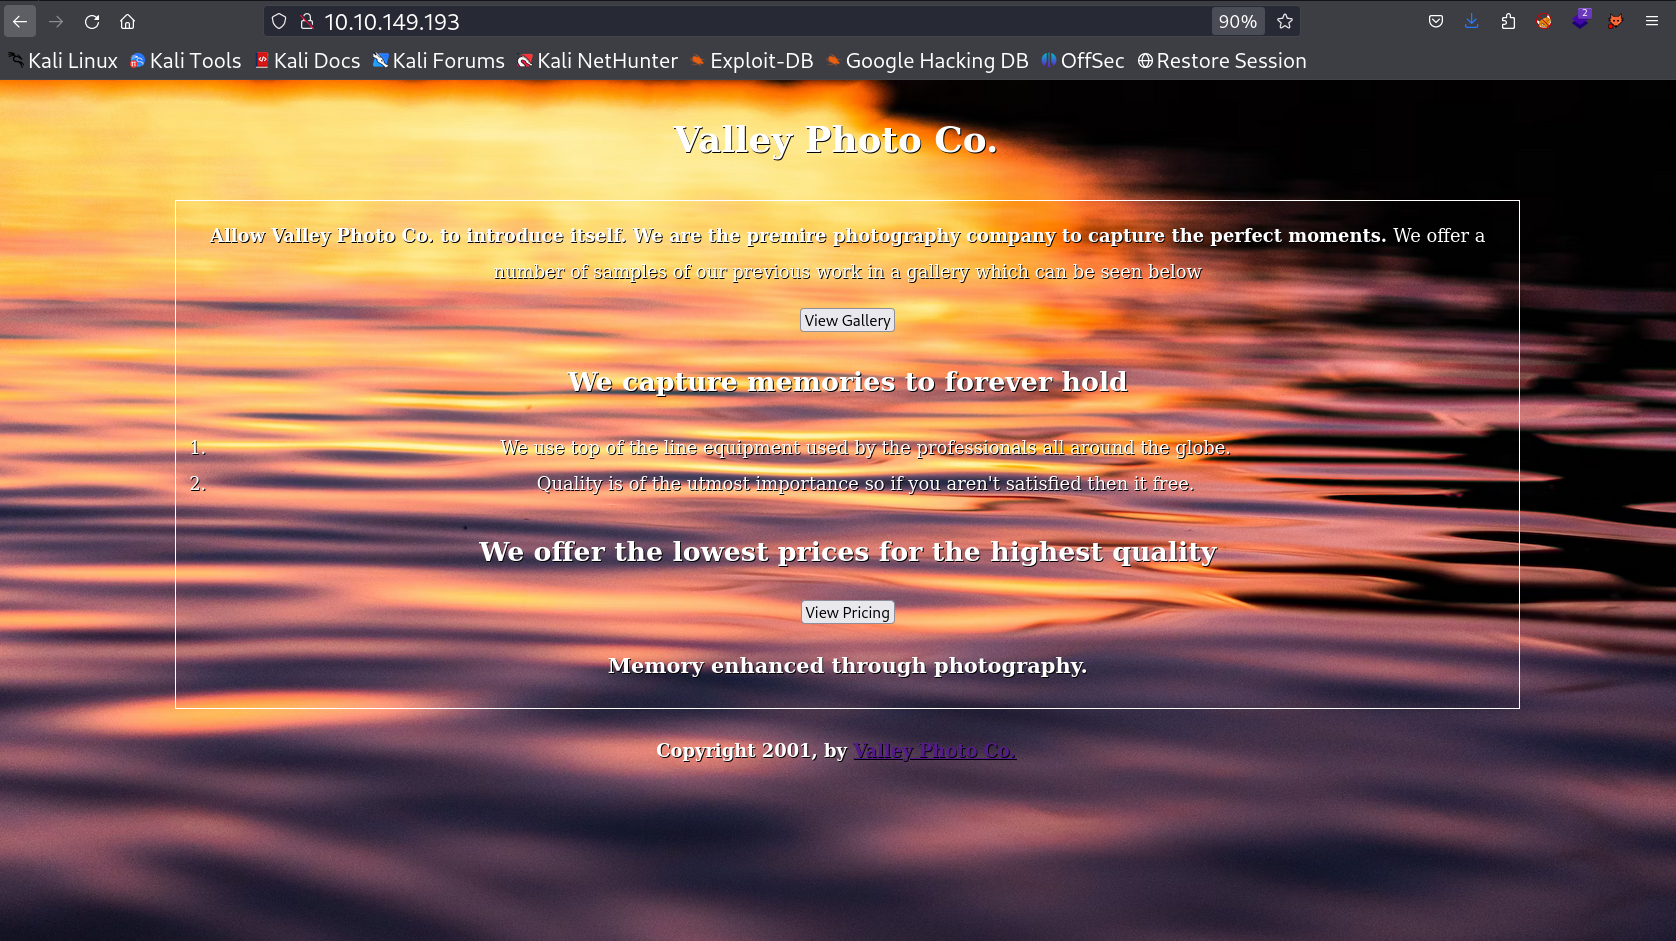 10.10.149.193
90%
2
Kali Linux Kali Tools Kali Docs Kali Forums Kali NetHunter Exploit-DB Google Hacking DB OffSec Restore Session
Valley Photo Co.
Allow Valley Photo Co. to introduce itself. We are the premire photography company to capture the perfect moments. We offer a
number of samples of our previous work in a gallery which can be seen below
View Gallery
We capture memories to forever hold
1. We use top of the line equipment used by the professionals all around the globe.
2. Quality is of the utmost importance so if you aren't satisfied then it free.
We offer the lowest prices for the highest quality
View Pricing
Memory enhanced through photography.
Copyright 2001, by Valley Photo Co.